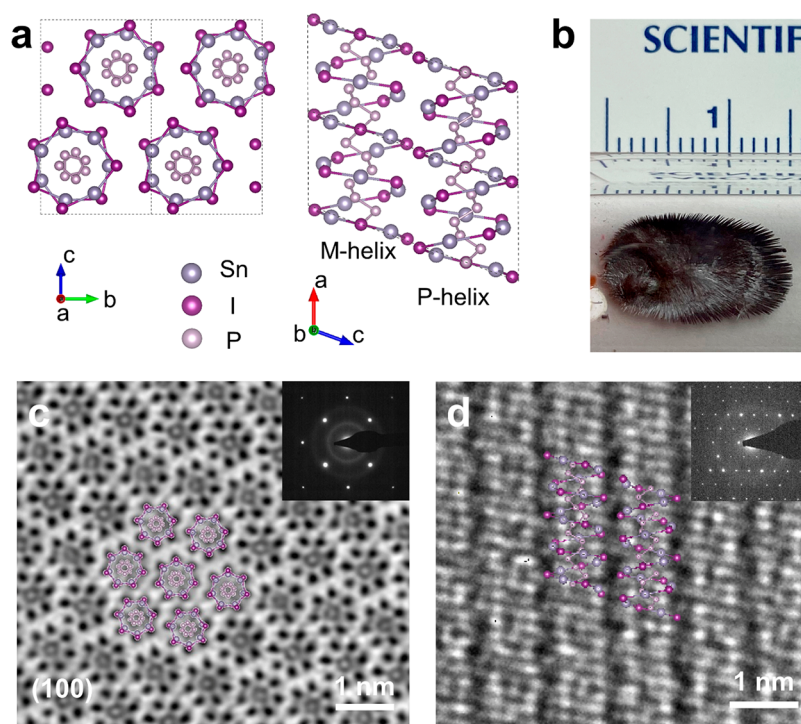 a
b
SCIENTIF
1
M-helix
P-helix
Sn
I
P
c
b
a
a
b
c
c
(100)
1 nm
d
1 nm